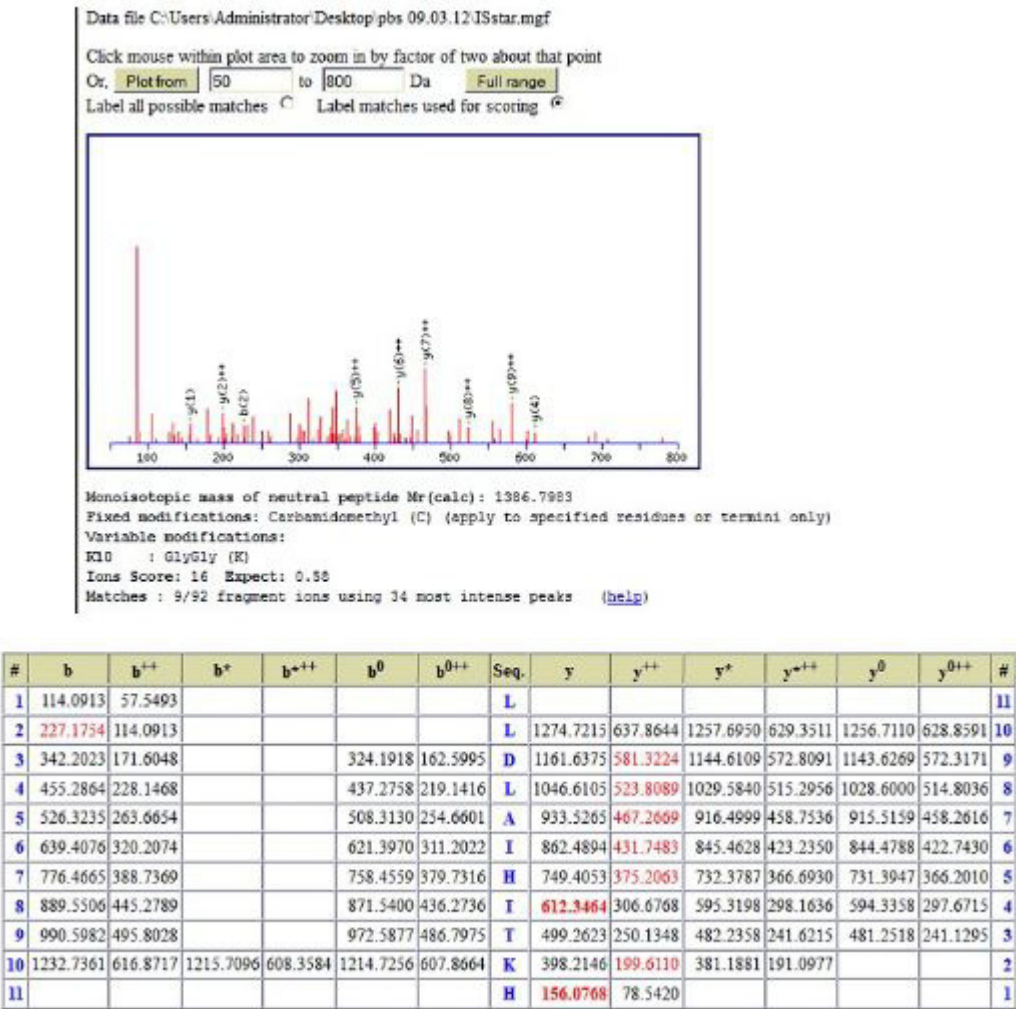 Data file C:\Users\Administrator\Desktop\pbs 09.03.12\ISstar.mgf
Click mouse within plot area to zoom in by factor of two about that point
Or, Plot from 50 to 800 Da Full range
Label all possible matches Label matches used for scoring
y(1) y(2)++ b(2) y(5)++ y(6)++ y(7)++ y(8)++ y(9)++ y(4)
100 200 300 400 500 600 700 800
Monoisotopic mass of neutral peptide Mr(calc): 1386.7983
Fixed modifications: Carbamidomethyl (C) (apply to specified residues or termini only)
Variable modifications:
K10 : GlyGly (K)
Ions Score: 16 Expect: 0.58
Matches : 9/92 fragment ions using 34 most intense peaks (help)
# b b++ b* b*++ b0 b0++ Seq. y y++ y* y*++ y0 y0++ #
1 114.0913 57.5493 L 11
2 227.1754 114.0913 L 1274.7215 637.8644 1257.6950 629.3511 1256.7110 628.8591 10
3 342.2023 171.6048 324.1918 162.5995 D 1161.6375 581.3224 1144.6109 572.8091 1143.6269 572.3171 9
4 455.2864 228.1468 437.2758 219.1416 L 1046.6105 523.8089 1029.5840 515.2956 1028.6000 514.8036 8
5 526.3235 263.6654 508.3130 254.6601 A 933.5265 467.2669 916.4999 458.7536 915.5159 458.2616 7
6 639.4076 320.2074 621.3970 311.2022 I 862.4894 431.7483 845.4628 423.2350 844.4788 422.7430 6
7 776.4665 388.7369 758.4559 379.7316 H 749.4053 375.2063 732.3787 366.6930 731.3947 366.2010 5
8 889.5506 445.2789 871.5400 436.2736 I 612.3464 306.6768 595.3198 298.1636 594.3358 297.6715 4
9 990.5982 495.8028 972.5877 486.7975 T 499.2623 250.1348 482.2358 241.6215 481.2518 241.1295 3
10 1232.7361 616.8717 1215.7096 608.3584 1214.7256 607.8664 K 398.2146 199.6110 381.1881 191.0977 2
11 H 156.0768 78.5420 1